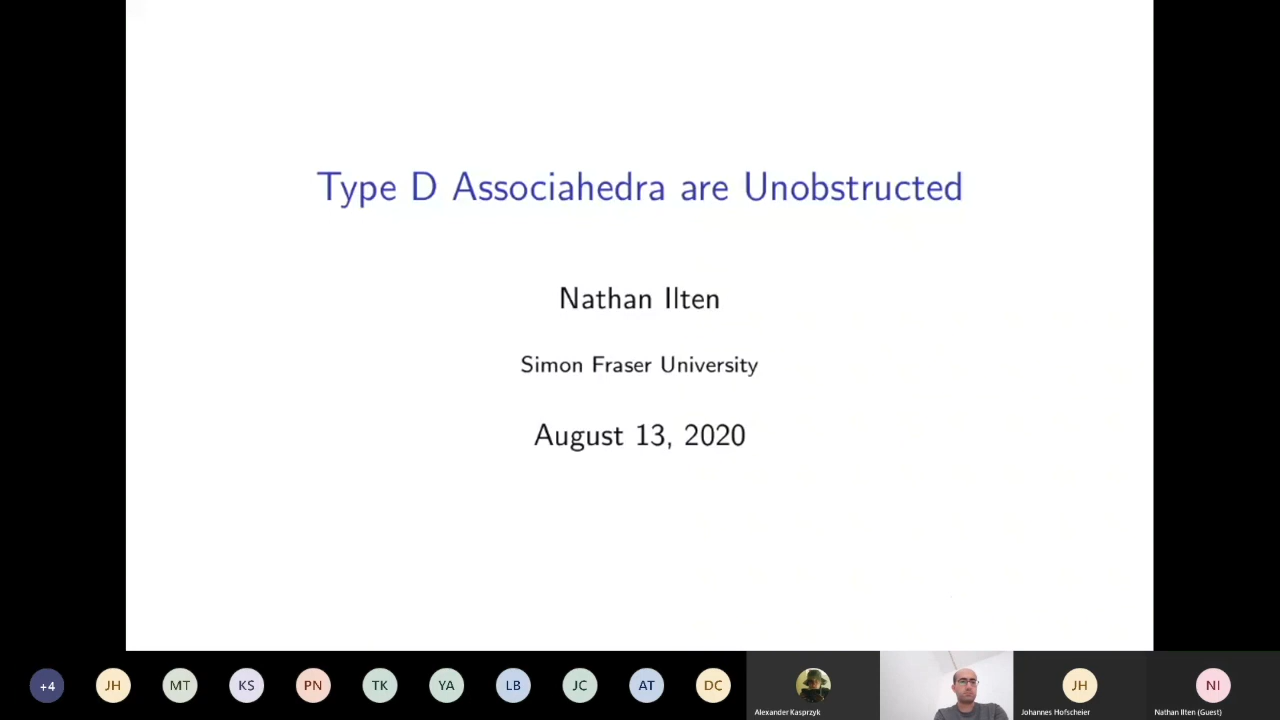 Type D Associahedra are Unobstructed
Nathan Ilten
Simon Fraser University
August 13, 2020
+4
JH
MT
KS
PN
TK
YA
LB
JC
AT
DC
JH
NI
Alexander Kasprzyk
Johannes Hofscheier
Nathan Ilten (Guest)